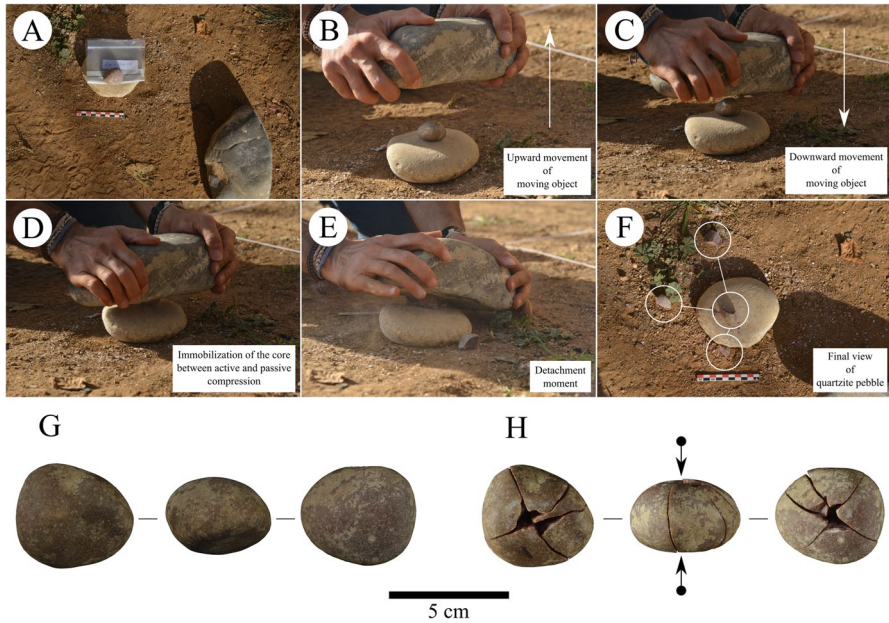 A
B
Upward movement
of
moving object
C
Downward movement
of
moving object
D
Immobilization of the core
between active and passive
compression
E
Detachment
moment
F
Final view
of
quartzite pebble
G
H
5 cm